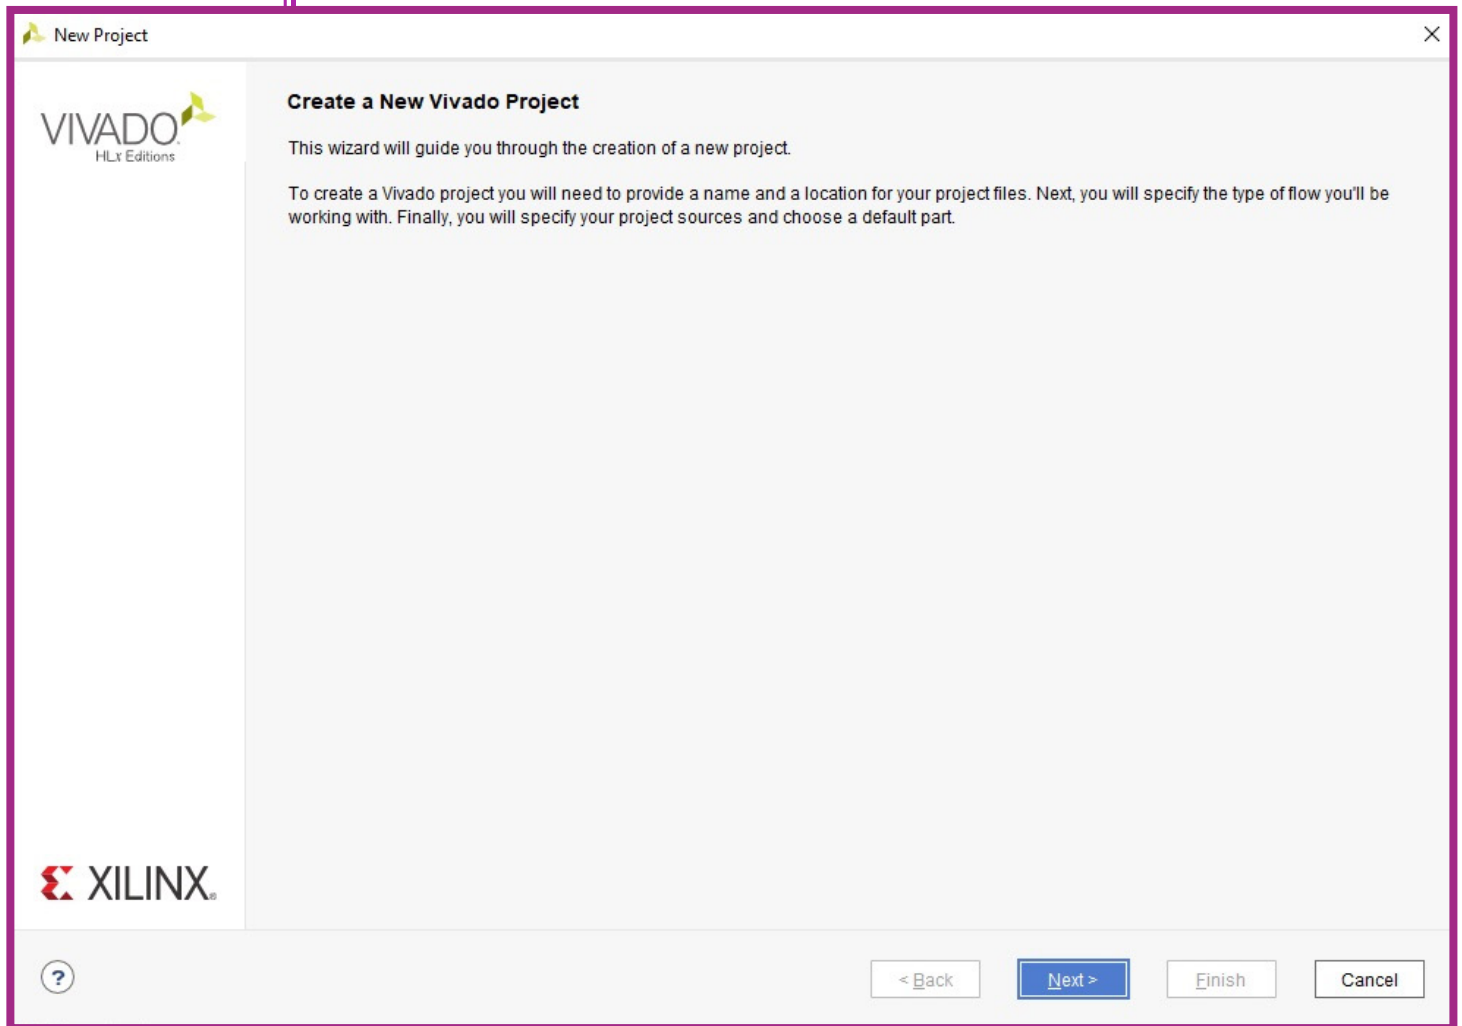 New Project
VIVADO.
HLx Editions
Create a New Vivado Project
This wizard will guide you through the creation of a new project.
To create a Vivado project you will need to provide a name and a location for your project files. Next, you will specify the type of flow you'll be
working with. Finally, you will specify your project sources and choose a default part.
XILINX®
?
< Back
Next >
Finish
Cancel